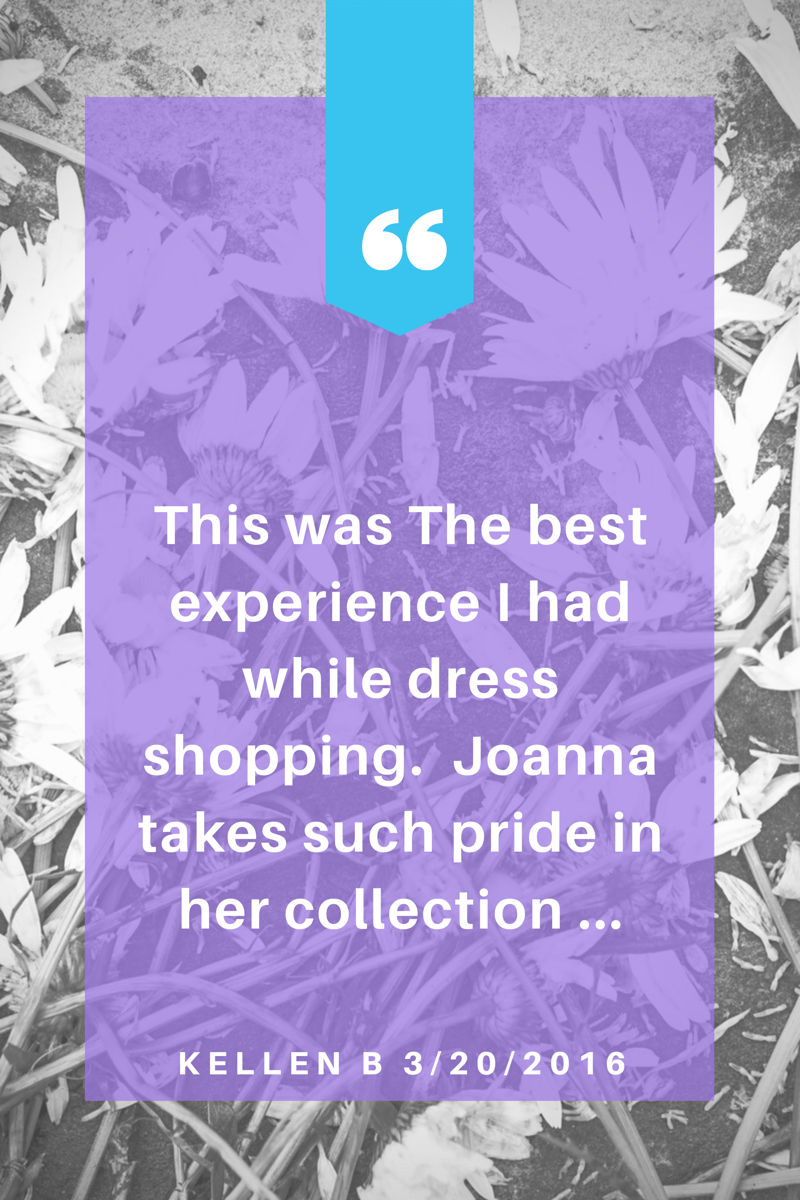 “
This was The best
experience I had
while dress
shopping.  Joanna
takes such pride in
her collection ...
KELLEN B 3/20/2016